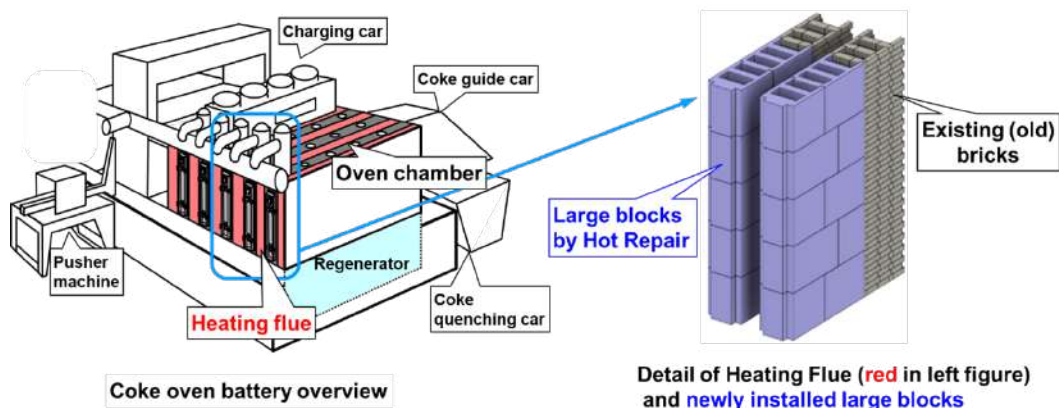 Charging car
Coke guide car
Oven chamber
Existing (old)
bricks
Large blocks
by Hot Repair
Pusher
machine
Regenerator
Heating flue
Coke
quenching car
Coke oven battery overview
Detail of Heating Flue (red in left figure)
and newly installed large blocks